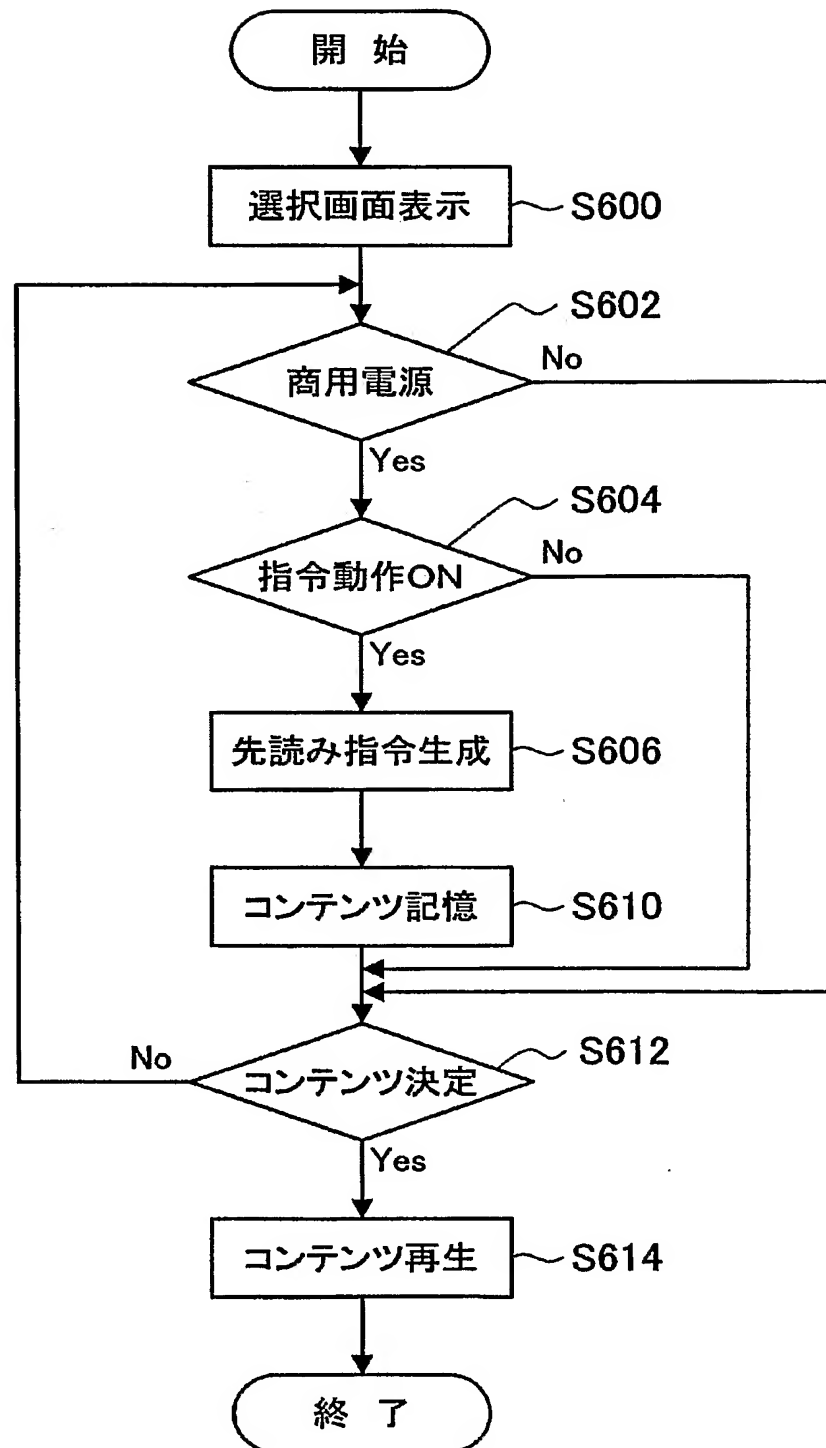 開 始
選択画面表示
S600
S602
商用電源
No
Yes
S604
指令動作ON
No
Yes
先読み指令生成
S606
コンテンツ記憶
S610
S612
No
コンテンツ決定
Yes
コンテンツ再生
S614
終 了